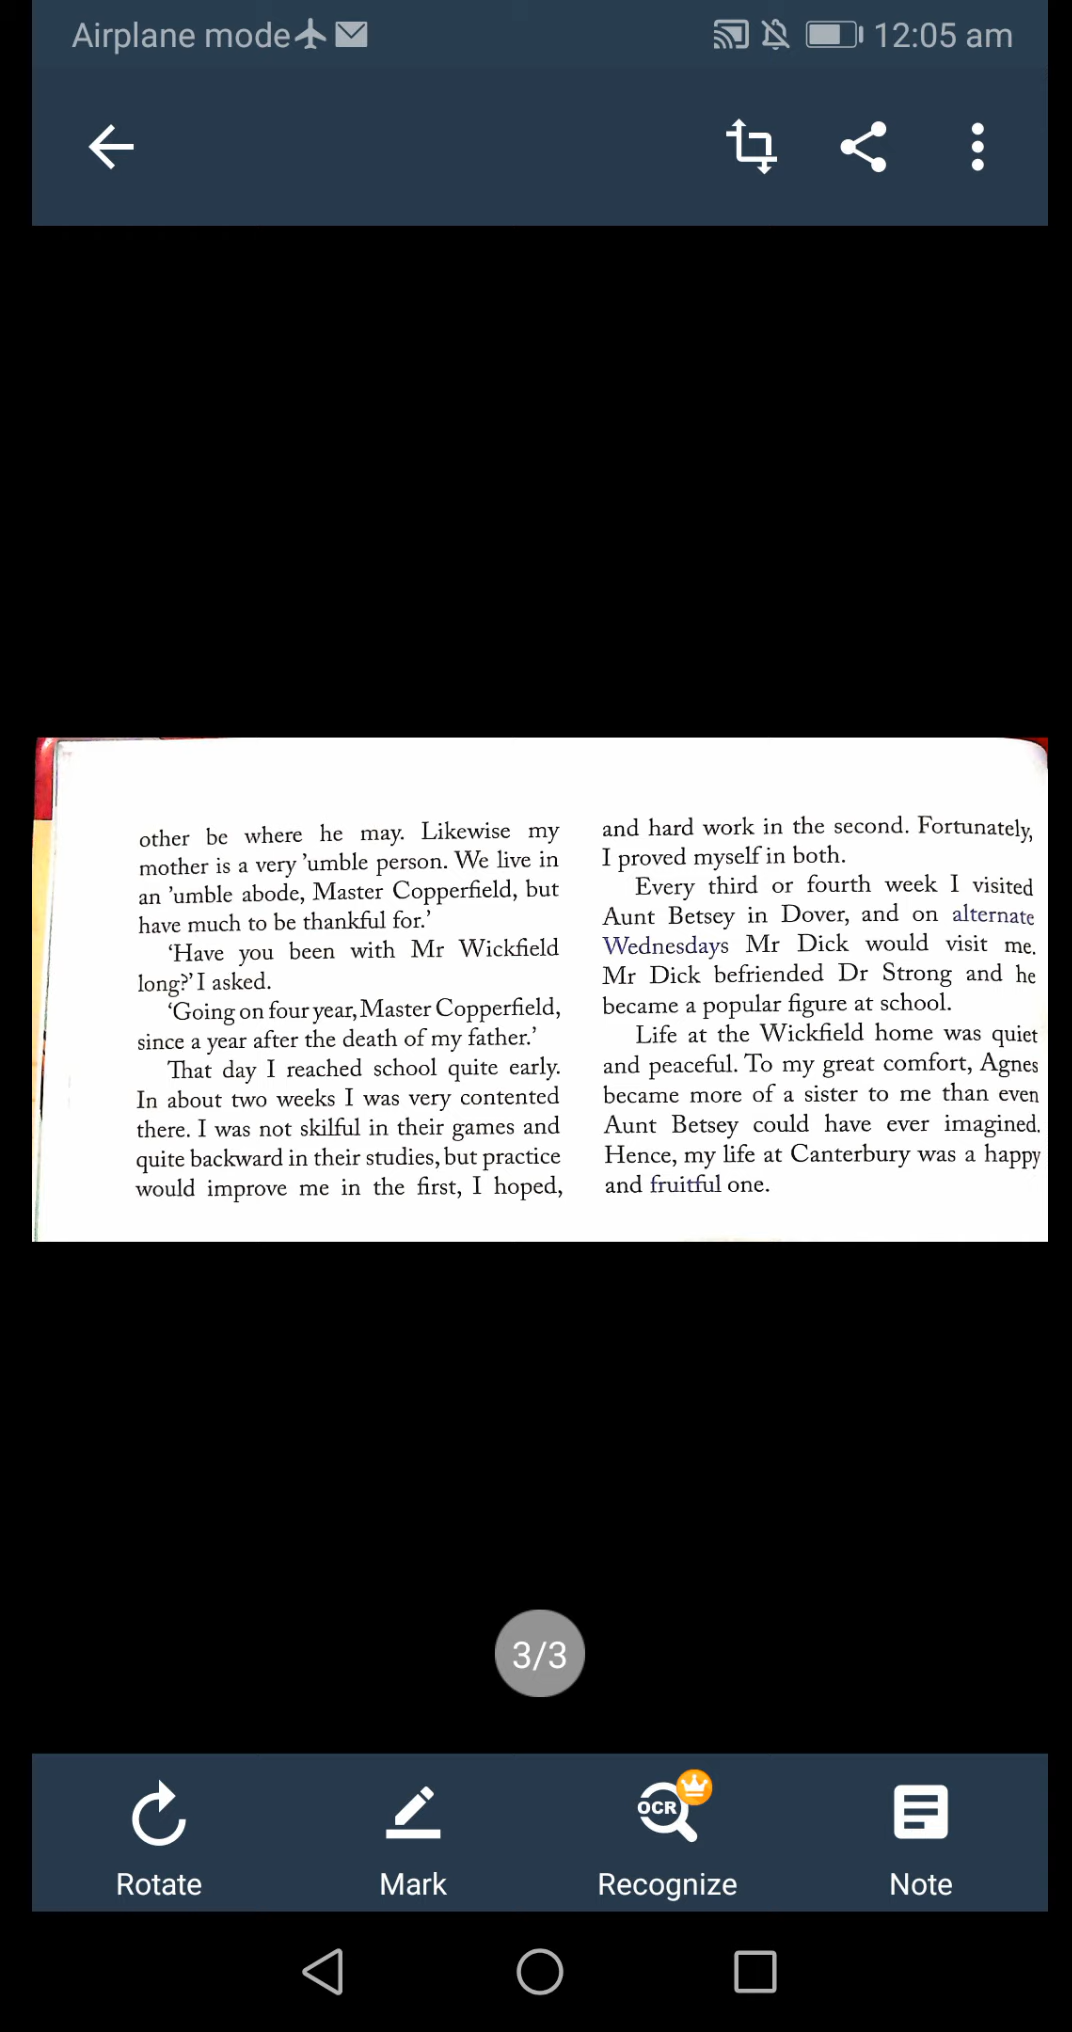 Airplane mode
12:05 am
other be where he may. Likewise my
mother is a very ’umble person. We live in
an ’umble abode, Master Copperfield, but
have much to be thankful for.’
‘Have you been with Mr Wickfield
long?’ I asked.
‘Going on four year, Master Copperfield,
since a year after the death of my father.’
That day I reached school quite early.
In about two weeks I was very contented
there. I was not skilful in their games and
quite backward in their studies, but practice
would improve me in the first, I hoped,
and hard work in the second. Fortunately,
I proved myself in both.
Every third or fourth week I visited
Aunt Betsey in Dover, and on alternate
Wednesdays Mr Dick would visit me.
Mr Dick befriended Dr Strong and he
became a popular figure at school.
Life at the Wickfield home was quiet
and peaceful. To my great comfort, Agnes
became more of a sister to me than even
Aunt Betsey could have ever imagined.
Hence, my life at Canterbury was a happy
and fruitful one.
3/3
OCR
Rotate
Mark
Recognize
Note